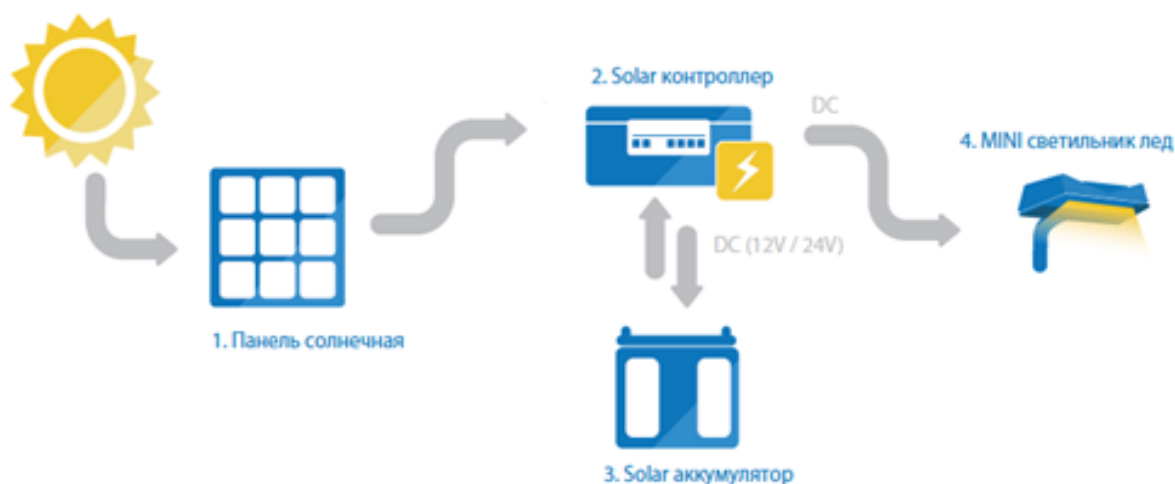 2. Solar контроллер
DC
4. MINI светильник лед
DC (12V / 24V)
1. Панель солнечная
3. Solar аккумулятор